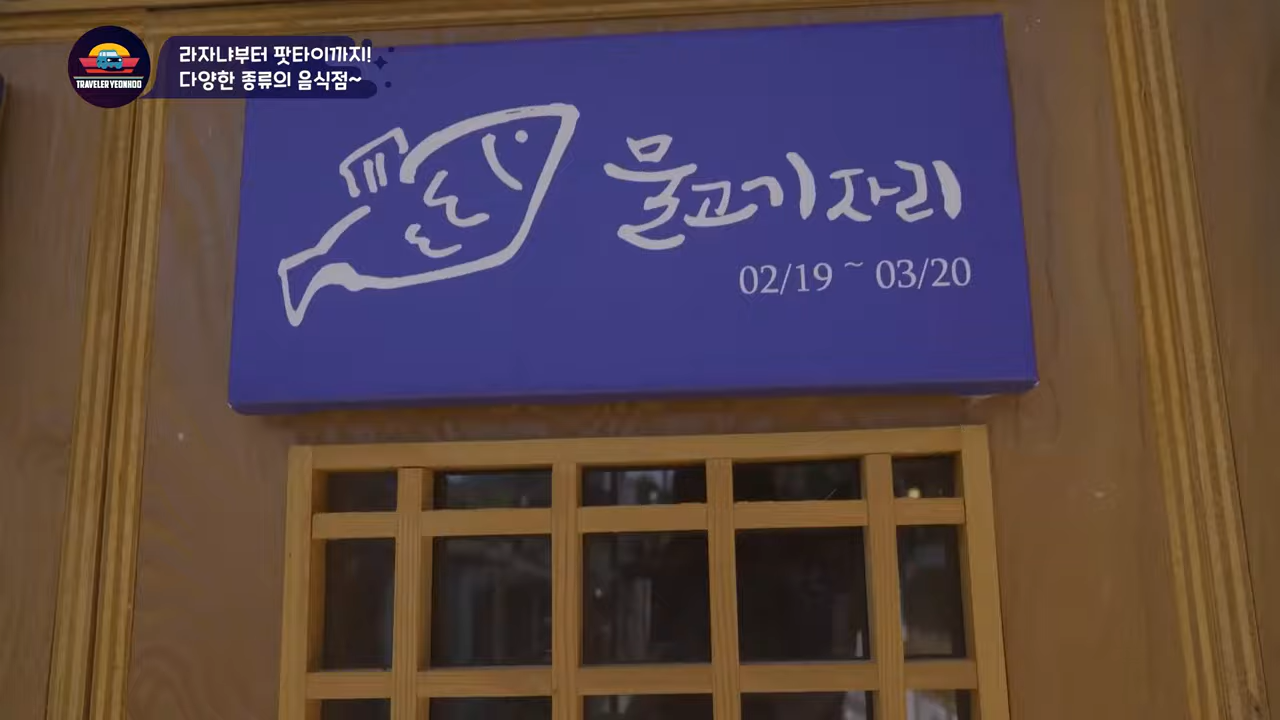 라자냐부터 팟타이까지!
다양한 종류의 음식점~
TRAVELER YEONHOO
물고기자리
02/19 ~ 03/20